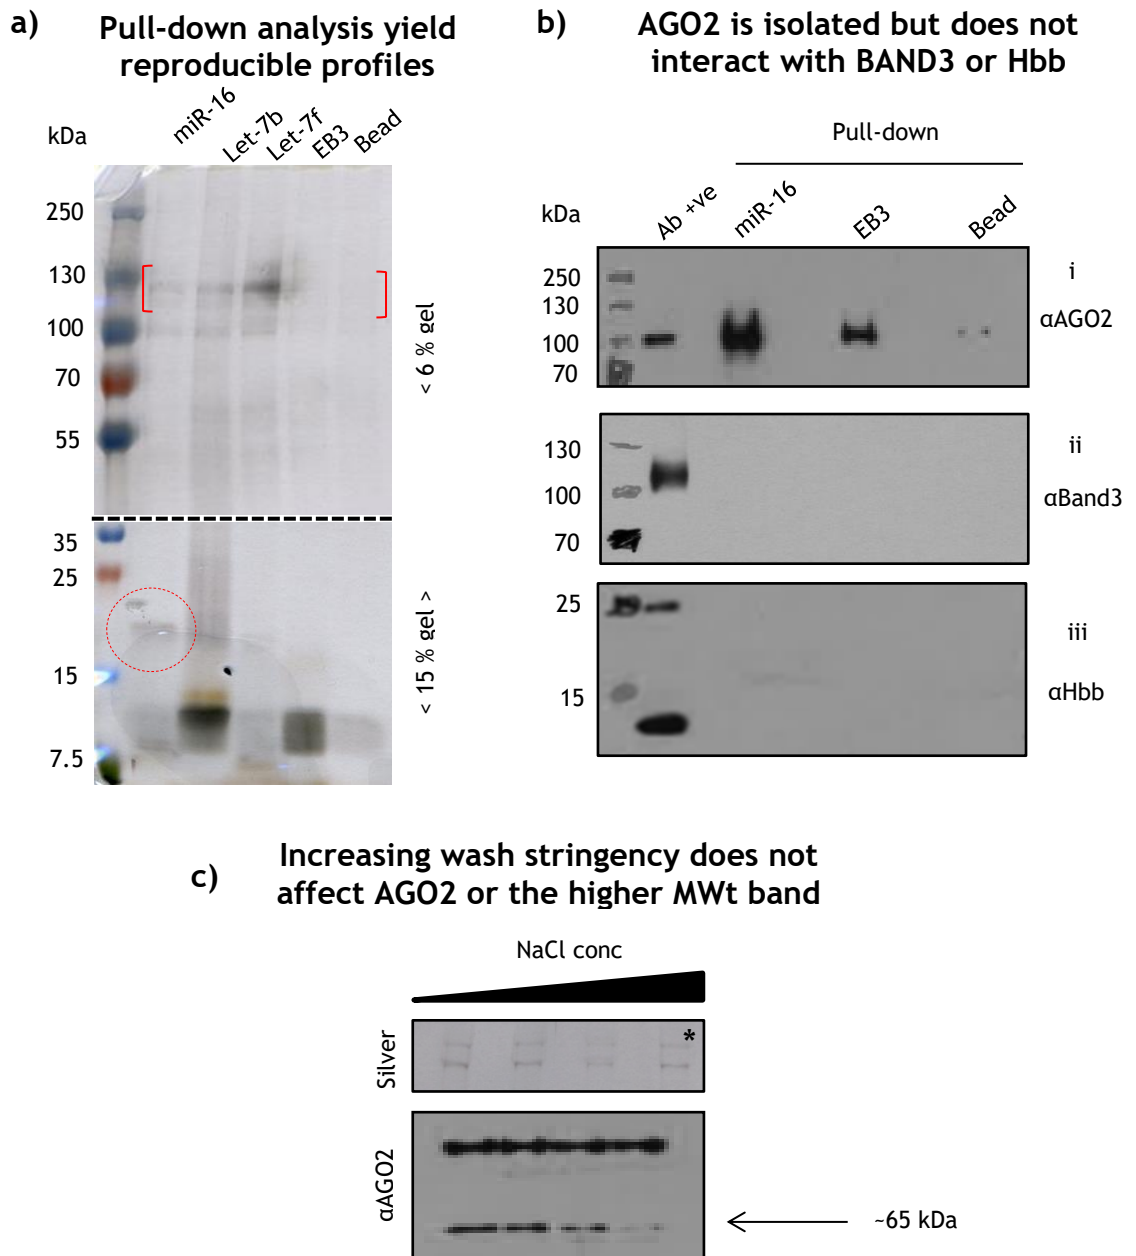 a)
Pull-down analysis yield
reproducible profiles
kDa
miR-16
Let-7b
Let-7f
EB3
Bead
250
130
100
70
55
< 6 % gel
35
25
15
7.5
< 15 % gel >
b)
AGO2 is isolated but does not
interact with BAND3 or Hbb
Pull-down
kDa
Ab +ve
miR-16
EB3
Bead
250
130
100
70
i
αAGO2
130
100
70
ii
αBand3
25
15
iii
αHbb
c)
Increasing wash stringency does not
affect AGO2 or the higher MWt band
NaCl conc
Silver
*
αAGO2
~65 kDa